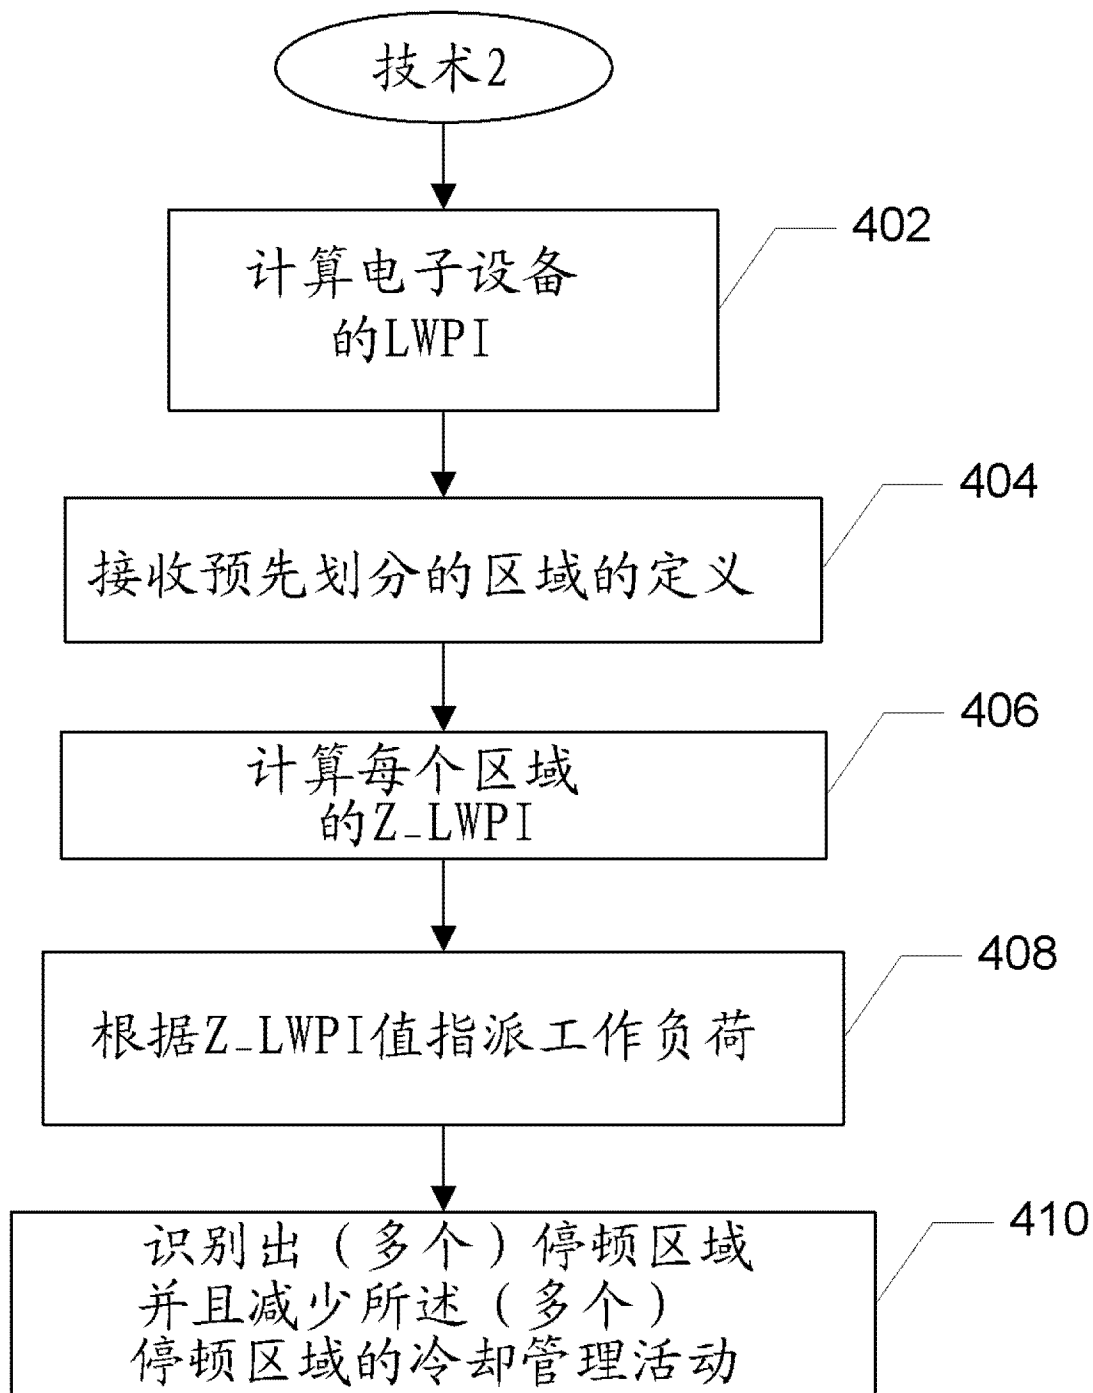 技术2
402
计算电子设备
的LWPI
404
接收预先划分的区域的定义
406
计算每个区域
的Z_LWPI
408
根据Z_LWPI值指派工作负荷
410
识别出（多个）停顿区域
并且减少所述（多个）
停顿区域的冷却管理活动